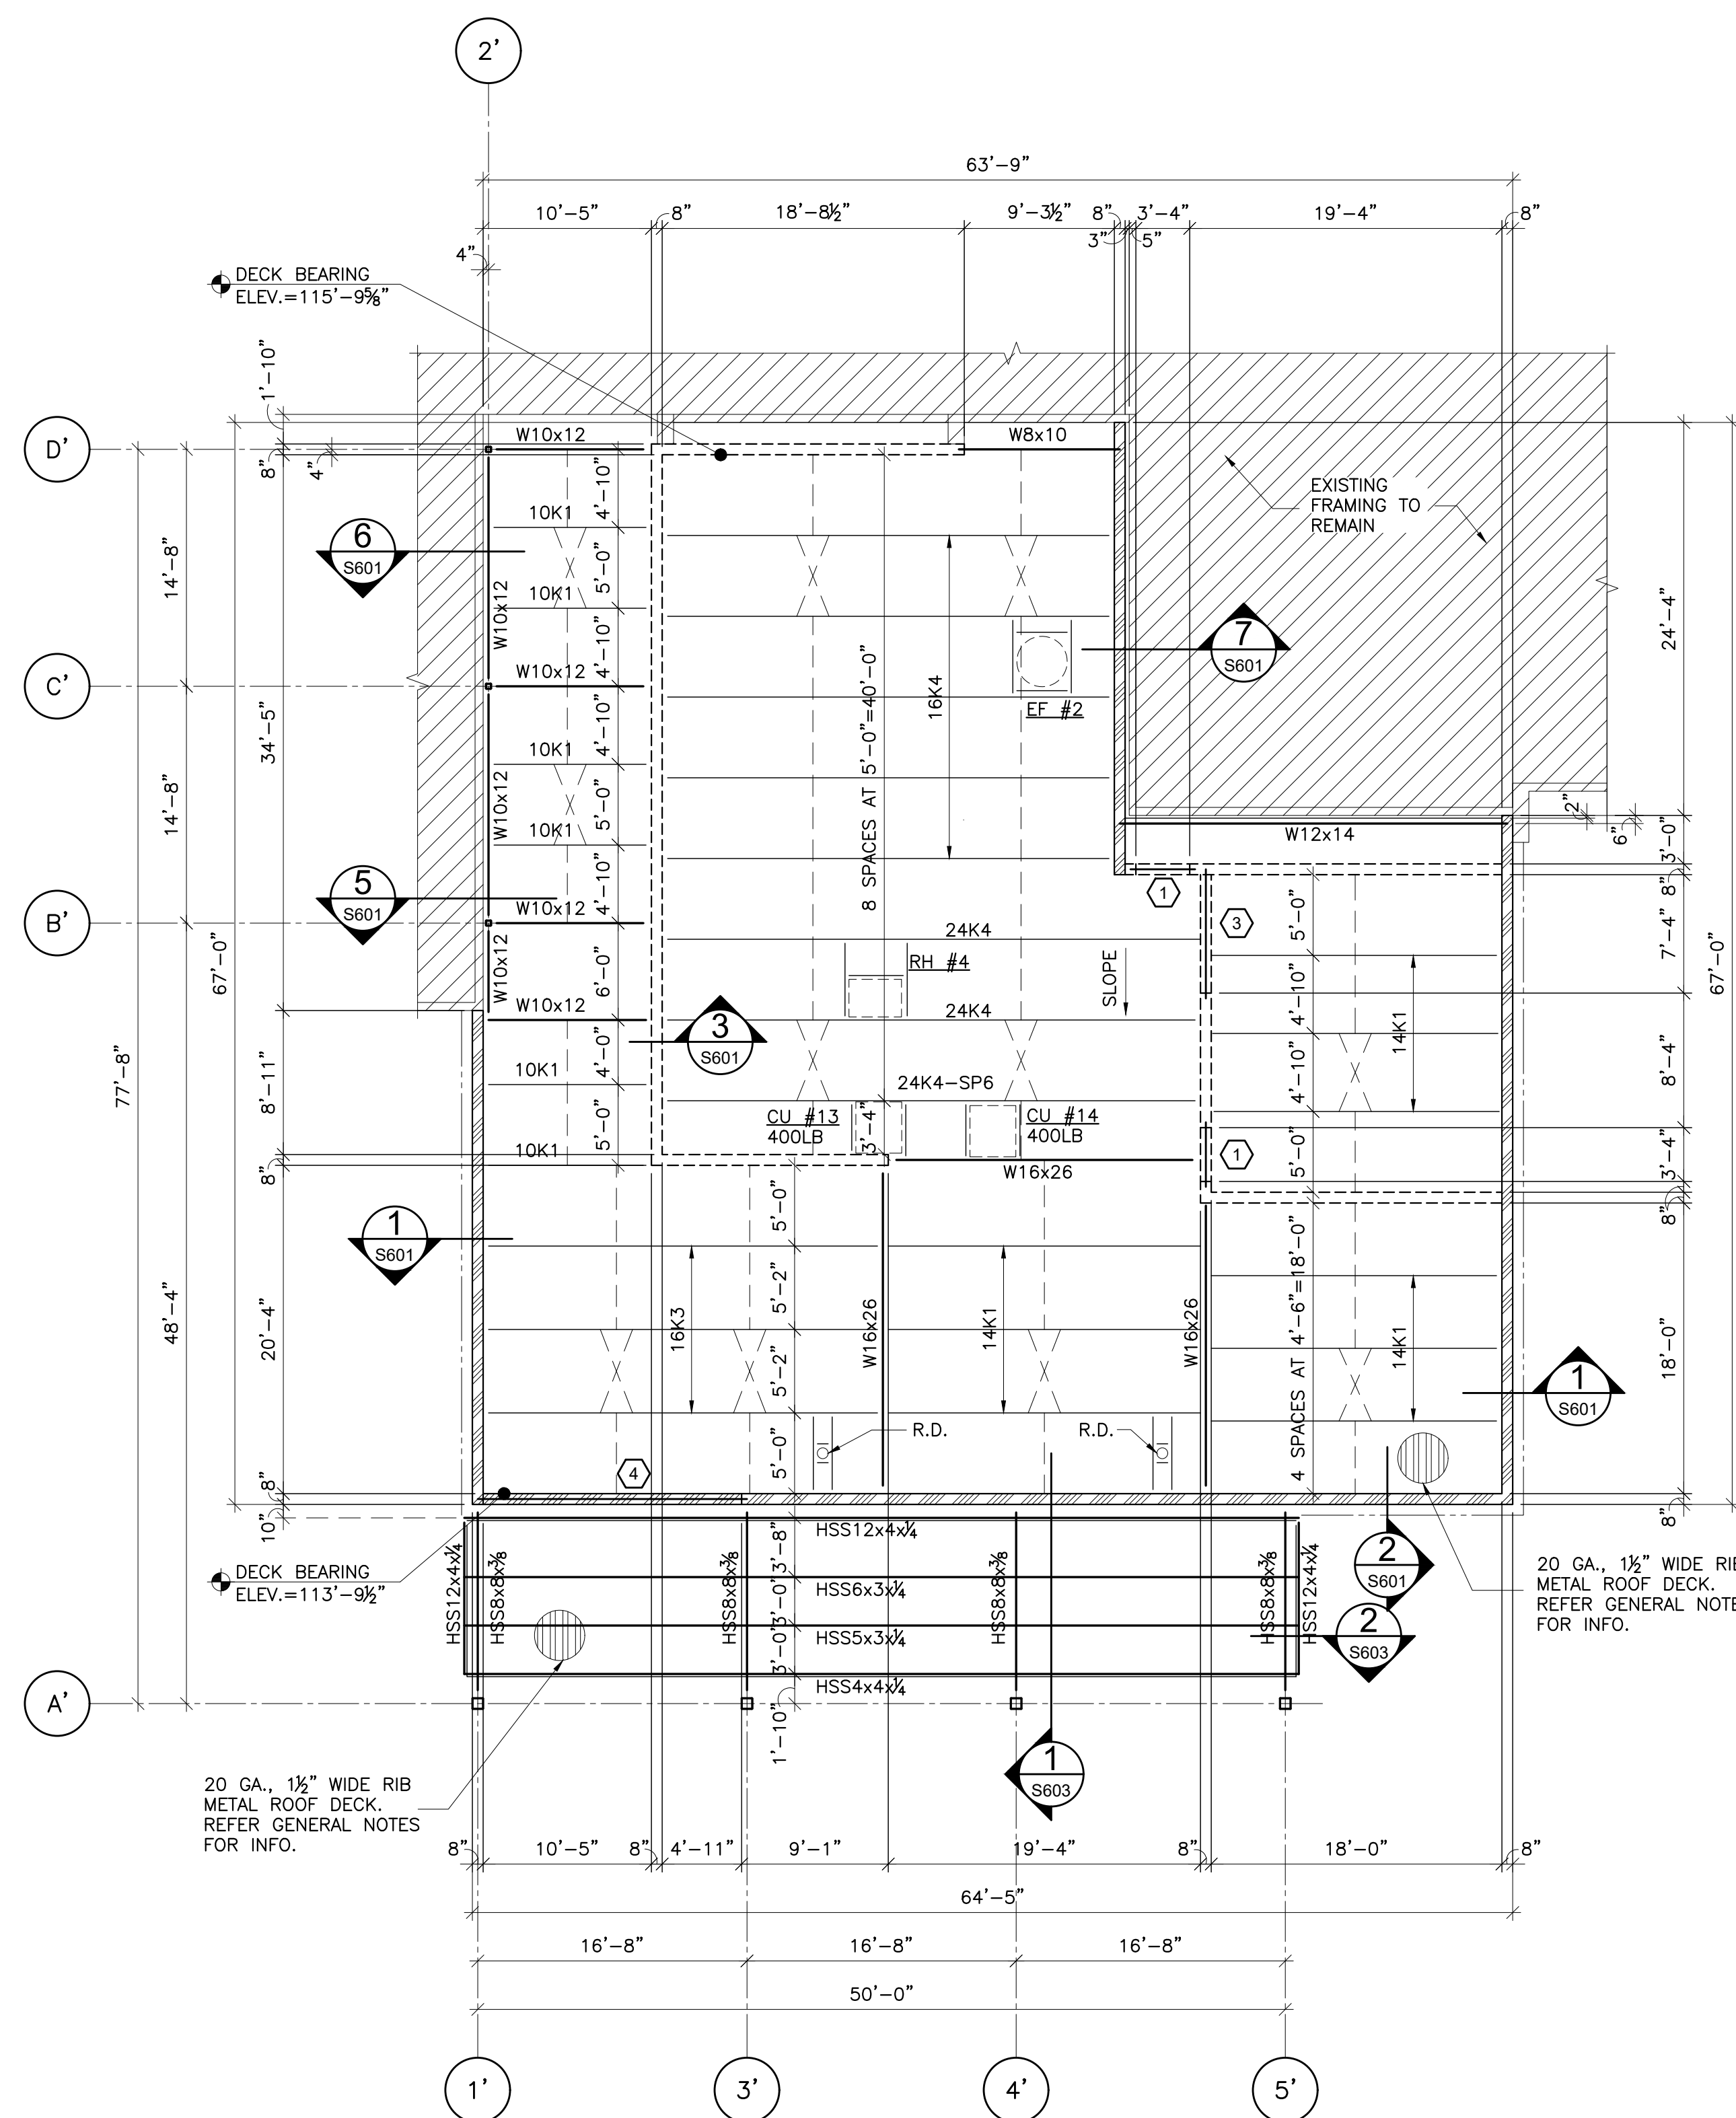 2'
63'-9"
10'-5"
8"
18'-8½"
9'-3½"
8"
3'-4"
19'-4"
8"
3"
5"
4"
DECK BEARING
ELEV.=115'-9⅝"
1'-10"
D'
W10x12
W8x10
8"
4"
4'-10"
EXISTING
FRAMING TO
REMAIN
10K1
6
S601
14'-8"
5'-0"
10K1
W10x12
7
S601
24'-4"
4'-10"
C'
W10x12
16K4
EF #2
34'-5"
8 SPACES AT 5'-0"=40'-0"
4'-10"
10K1
14'-8"
W10x12
5'-0"
10K1
2"
6"
W12x14
3'-0"
5
S601
4'-10"
1
8"
B'
W10x12
3
5'-0"
7'-4"
24K4
67'-0"
W10x12
6'-0"
RH #4
SLOPE
67'-0"
W10x12
24K4
4'-10"
14K1
3
S601
77'-8"
8'-11"
10K1
4'-0"
24K4-SP6
4'-10"
8'-4"
CU #13
400LB
3'-4"
CU #14
400LB
10K1
5'-0"
8"
W16x26
1
5'-0"
3'-4"
5'-0"
8"
1
S601
48'-4"
20'-4"
5'-2"
16K3
W16x26
14K1
W16x26
4 SPACES AT 4'-6"=18'-0"
14K1
18'-0"
5'-2"
1
S601
R.D.
R.D.
5'-0"
4
8"
10"
8"
HSS12x4x¼
3'-8"
HSS12x4x¼
HSS8x8x⅜
HSS8x8x⅜
HSS8x8x⅜
HSS8x8x⅜
HSS12x4x¼
2
S601
20 GA., 1½" WIDE RIB
METAL ROOF DECK.
REFER GENERAL NOTE
FOR INFO.
DECK BEARING
ELEV.=113'-9½"
HSS6x3x¼
3'-0"
2
S603
HSS5x3x¼
3'-0"
HSS4x4x¼
A'
1'-10"
1
S603
20 GA., 1½" WIDE RIB
METAL ROOF DECK.
REFER GENERAL NOTES
FOR INFO.
8"
10'-5"
8"
4'-11"
9'-1"
19'-4"
8"
18'-0"
8"
64'-5"
16'-8"
16'-8"
16'-8"
50'-0"
1'
3'
4'
5'